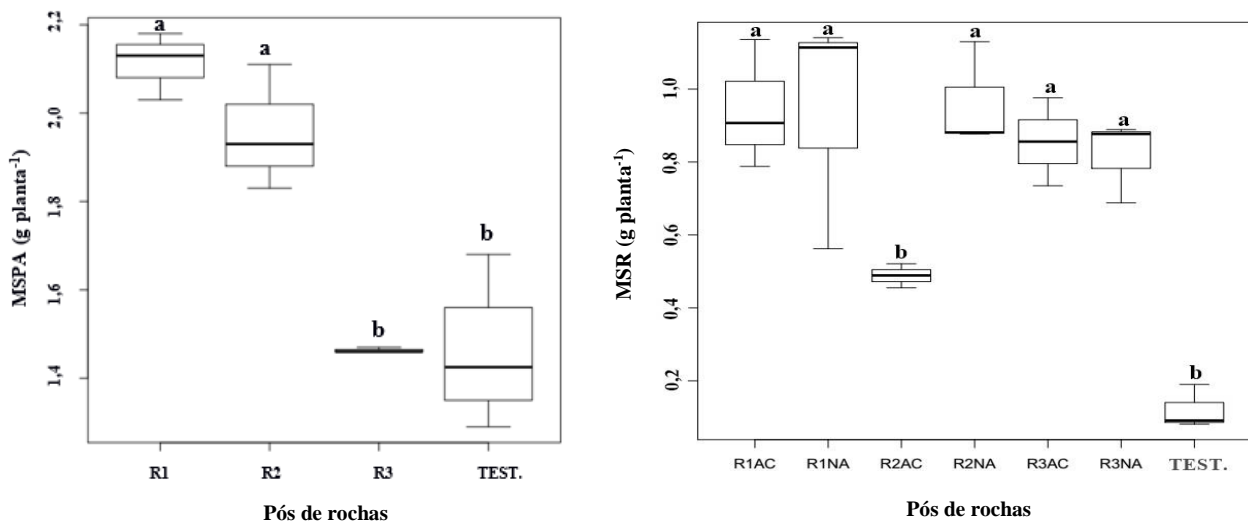 MSPA (g planta⁻¹)
2,2
2,0
1,8
1,6
1,4
a
a
b
b
R1 R2 R3 TEST.
Pós de rochas
MSR (g planta⁻¹)
1,0
0,8
0,6
0,4
0,2
a
a
b
a
a
a
b
R1AC R1NA R2AC R2NA R3AC R3NA TEST.
Pós de rochas